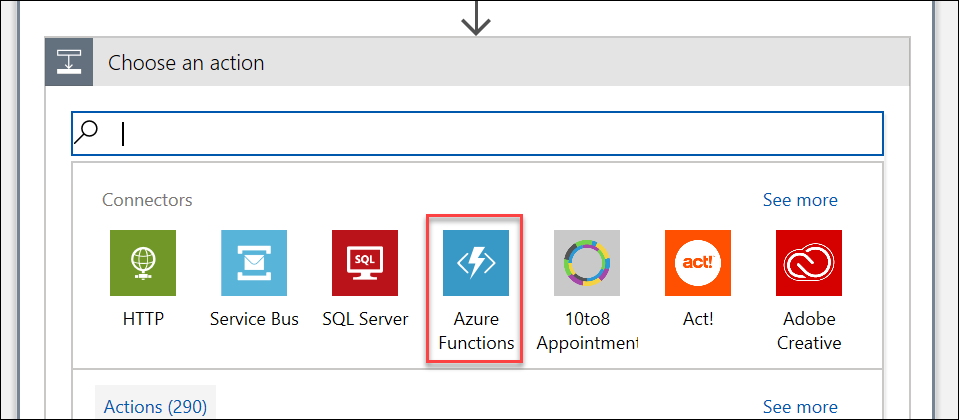 Choose an action
Connectors
See more
SQL
act!
HTTP
Service Bus
SQL Server
Azure
Functions
10to8
Appointment
Act!
Adobe
Creative
Actions (290)
See more